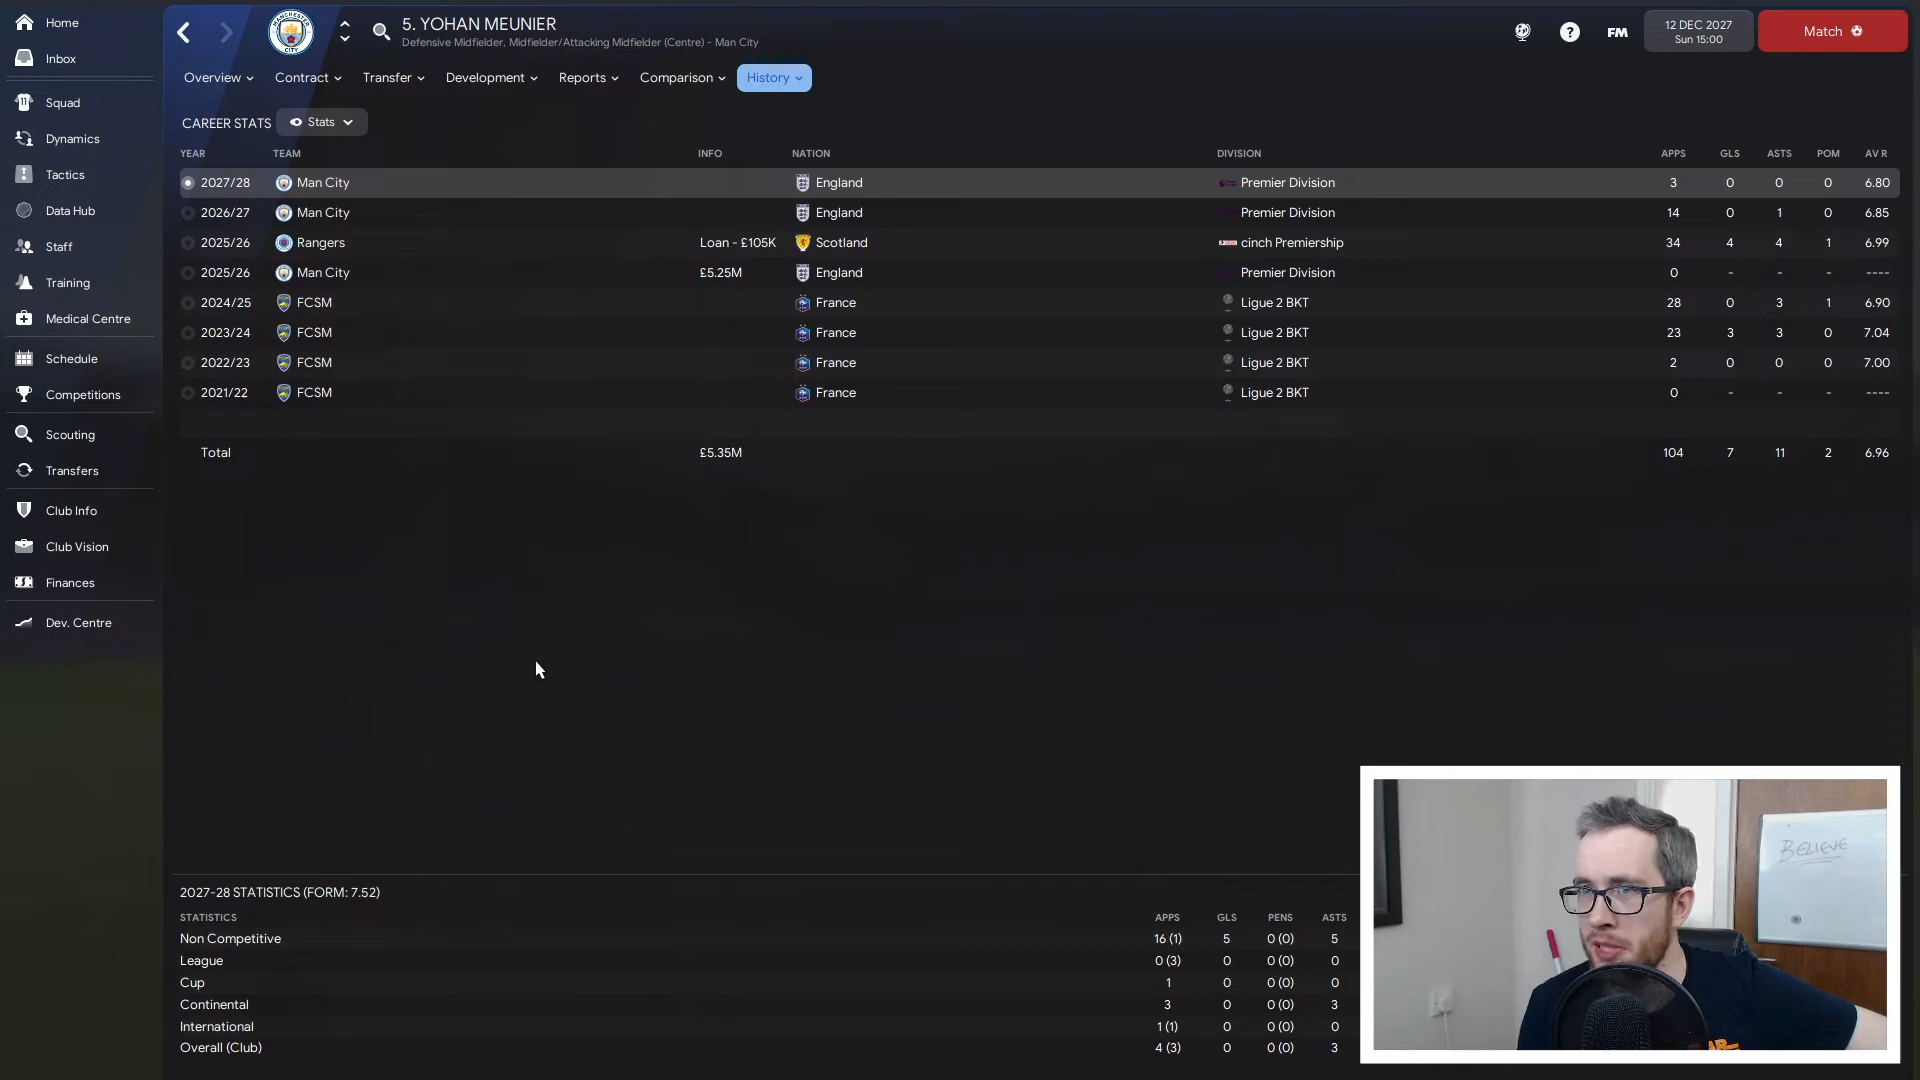 Home
Inbox
Squad
Dynamics
Tactics
Data Hub
Staff
Training
Medical Centre
Schedule
Competitions
Scouting
Transfers
Club Info
Club Vision
Finances
Dev. Centre
5. YOHAN MEUNIER
Defensive Midfielder, Midfielder/Attacking Midfielder (Centre) - Man City
FM
12 DEC 2027
Sun 15:00
Match
Overview Contract Transfer Development Reports Comparison History
CAREER STATS Stats
YEAR TEAM INFO NATION DIVISION APPS GLS ASTS POM AV R
2027/28 Man City England Premier Division 3 0 0 0 6.80
2026/27 Man City England Premier Division 14 0 1 0 6.85
2025/26 Rangers Loan - £105K Scotland cinch Premiership 34 4 4 1 6.99
2025/26 Man City £5.25M England Premier Division 0 - - - ----
2024/25 FCSM France Ligue 2 BKT 28 0 3 1 6.90
2023/24 FCSM France Ligue 2 BKT 23 3 3 0 7.04
2022/23 FCSM France Ligue 2 BKT 2 0 0 0 7.00
2021/22 FCSM France Ligue 2 BKT 0 - - - ----
Total £5.35M 104 7 11 2 6.96
2027-28 STATISTICS (FORM: 7.52)
STATISTICS APPS GLS PENS ASTS
Non Competitive 16 (1) 5 0 (0) 5
League 0 (3) 0 0 (0) 0
Cup 1 0 0 (0) 0
Continental 3 0 0 (0) 3
International 1 (1) 0 0 (0) 0
Overall (Club) 4 (3) 0 0 (0) 3
BELIEVE